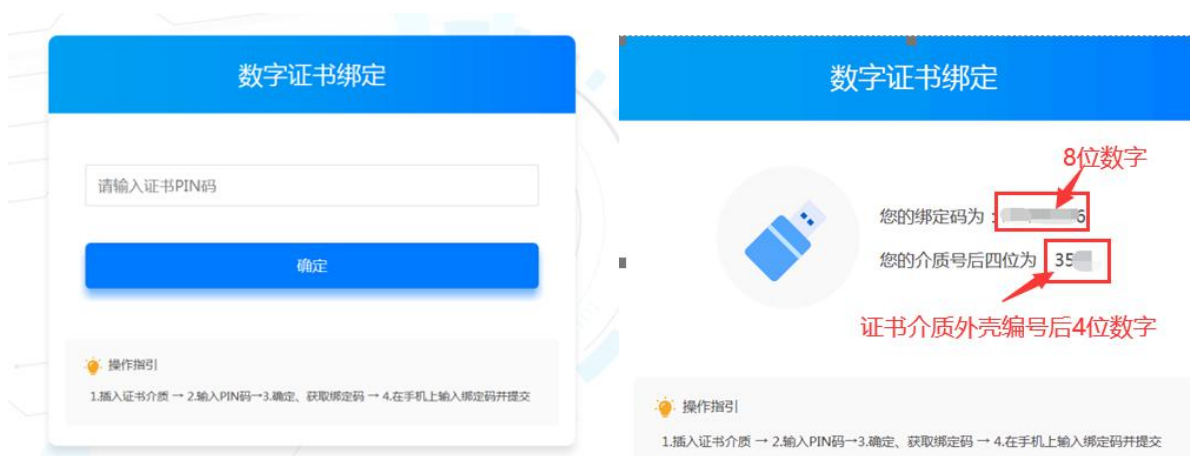 数字证书绑定
请输入证书PIN码
确定
操作指引
1.插入证书介质 → 2.输入PIN码→3.确定、获取绑定码 → 4.在手机上输入绑定码并提交
数字证书绑定
8位数字
您的绑定码为：6
您的介质号后四位为 35
证书介质外壳编号后4位数字
操作指引
1.插入证书介质 → 2.输入PIN码→3.确定、获取绑定码 → 4.在手机上输入绑定码并提交